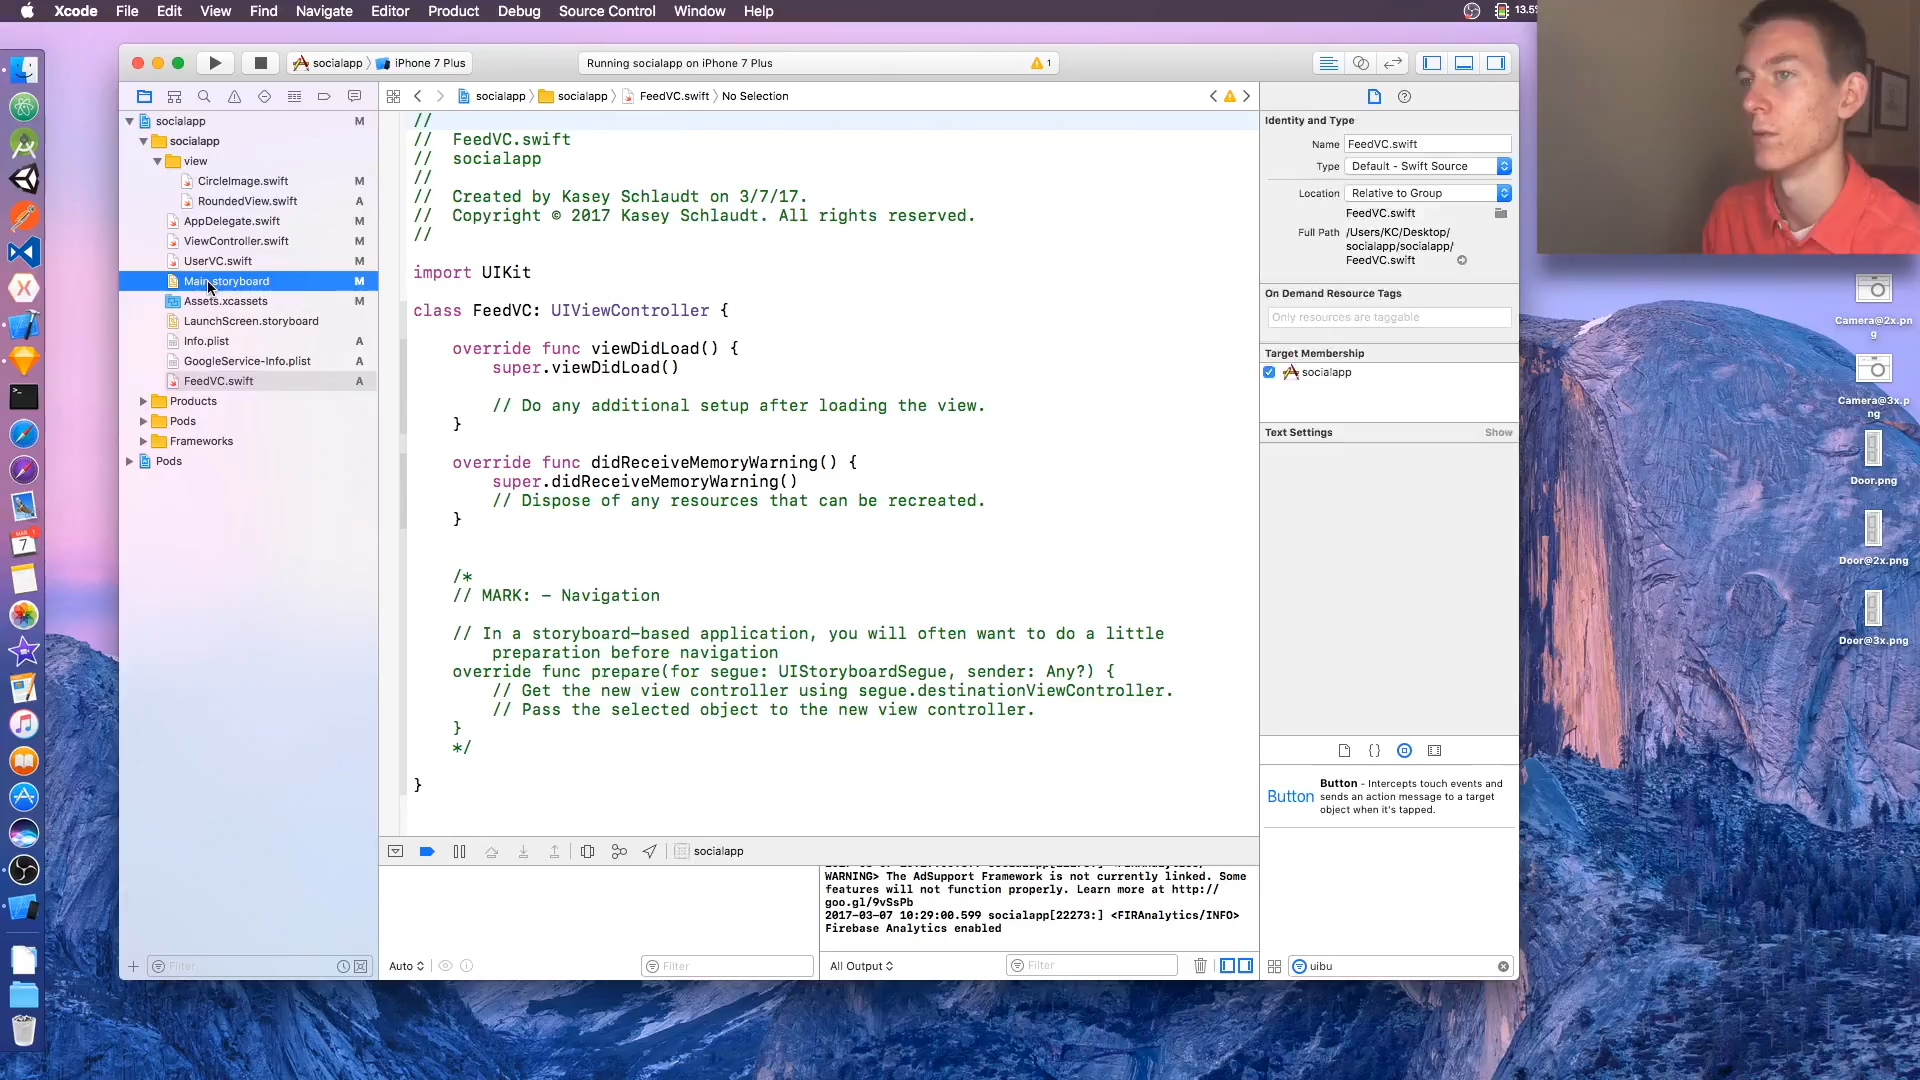 Xcode File Edit View Find Navigate Editor Product Debug Source Control Window Help
13.5%
socialapp iPhone 7 Plus
Running socialapp on iPhone 7 Plus
1
socialapp
M
socialapp
view
CircleImage.swift M
RoundedView.swift A
AppDelegate.swift M
ViewController.swift M
UserVC.swift M
Main.storyboard M
Assets.xcassets M
LaunchScreen.storyboard
Info.plist A
GoogleService-Info.plist A
FeedVC.swift A
Products
Pods
Frameworks
Pods
Filter
socialapp socialapp FeedVC.swift No Selection
//
// FeedVC.swift
// socialapp
//
// Created by Kasey Schlaudt on 3/7/17.
// Copyright © 2017 Kasey Schlaudt. All rights reserved.
//
import UIKit
class FeedVC: UIViewController {
override func viewDidLoad() {
super.viewDidLoad()
// Do any additional setup after loading the view.
}
override func didReceiveMemoryWarning() {
super.didReceiveMemoryWarning()
// Dispose of any resources that can be recreated.
}
/*
// MARK: - Navigation
// In a storyboard-based application, you will often want to do a little
preparation before navigation
override func prepare(for segue: UIStoryboardSegue, sender: Any?) {
// Get the new view controller using segue.destinationViewController.
// Pass the selected object to the new view controller.
}
*/
}
socialapp
WARNING> The AdSupport Framework is not currently linked. Some
features will not function properly. Learn more at http://
goo.gl/9vSsPb
2017-03-07 10:29:00.599 socialapp[22273:] <FIRAnalytics/INFO>
Firebase Analytics enabled
Auto
Filter
All Output
Filter
Identity and Type
Name FeedVC.swift
Type Default - Swift Source
Location Relative to Group
FeedVC.swift
Full Path /Users/KC/Desktop/
socialapp/socialapp/
FeedVC.swift
On Demand Resource Tags
Only resources are taggable
Target Membership
socialapp
Text Settings Show
Button
Button - Intercepts touch events and
sends an action message to a target
object when it's tapped.
uibu
Camera@2x.pn
g
Camera@3x.p
ng
Door.png
Door@2x.png
Door@3x.png
7